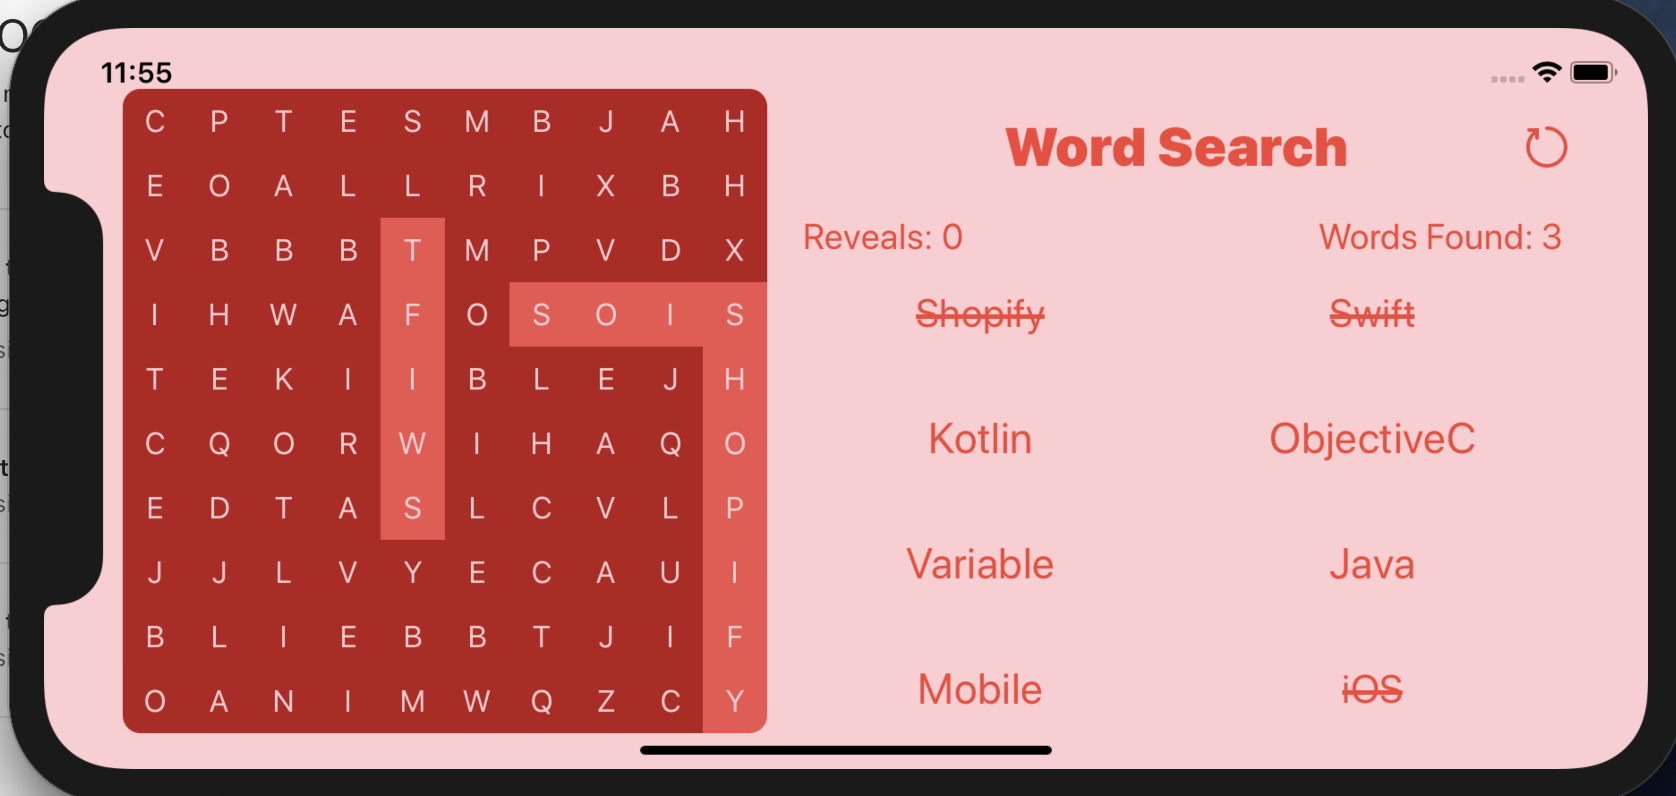 11:55
C P T E S M B J A H
E O A L L R I X B H
V B B B T M P V D X
I H W A F O S O I S
T E K I I B L E J H
C Q O R W I H A Q O
E D T A S L C V L P
J J L V Y E C A U I
B L I E B B T J I F
O A N I M W Q Z C Y
Word Search
Reveals: 0 Words Found: 3
Shopify Swift
Kotlin ObjectiveC
Variable Java
Mobile iOS